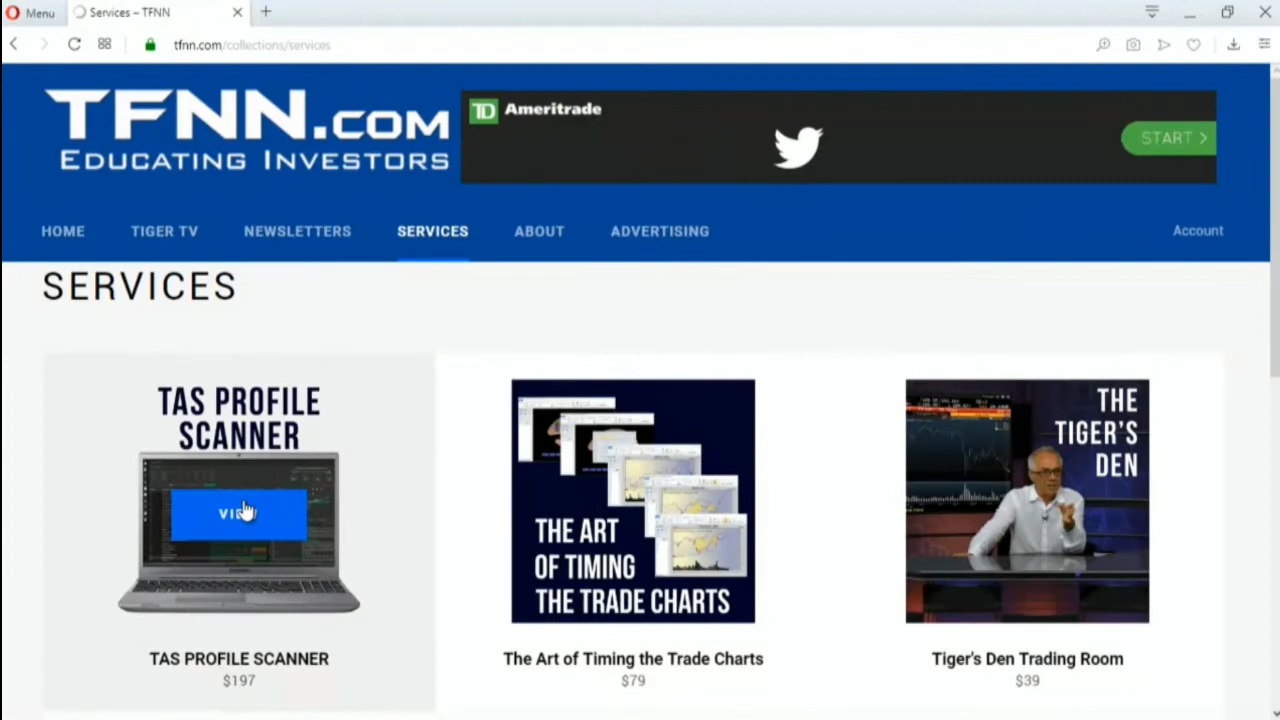 Menu
Services – TFNN
tfnn.com/collections/services
TFNN.COM
EDUCATING INVESTORS
TD Ameritrade
START >
HOME
TIGER TV
NEWSLETTERS
SERVICES
ABOUT
ADVERTISING
Account
SERVICES
TAS PROFILE
SCANNER
THE ART
OF TIMING
THE TRADE CHARTS
THE
TIGER'S
DEN
TAS PROFILE SCANNER
$197
The Art of Timing the Trade Charts
$79
Tiger's Den Trading Room
$39